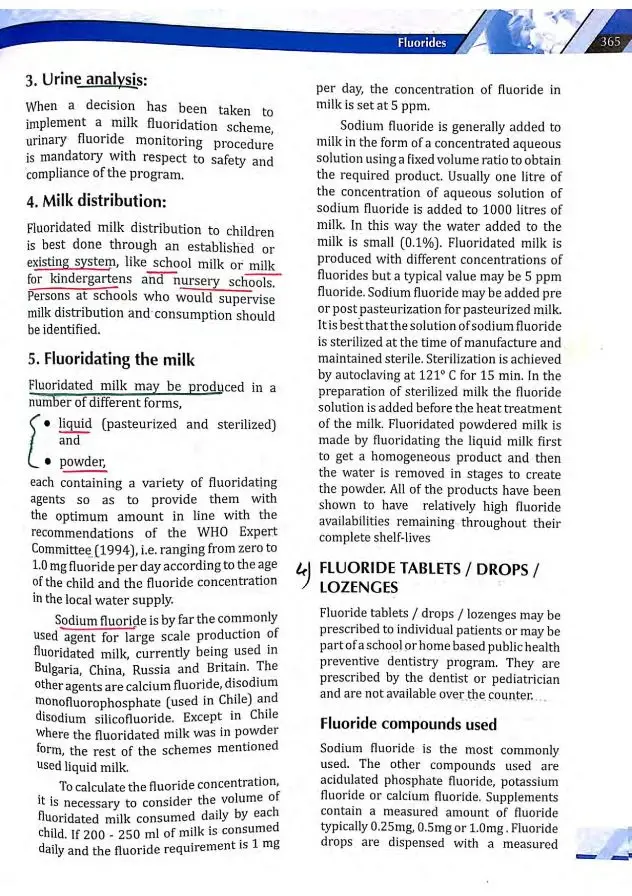 Fluorides
365
3. Urine analysis:
When a decision has been taken to
implement a milk fluoridation scheme,
urinary fluoride monitoring procedure
is mandatory with respect to safety and
compliance of the program.
4. Milk distribution:
Fluoridated milk distribution to children
is best done through an established or
existing system, like school milk or milk
for kindergartens and nursery schools.
Persons at schools who would supervise
milk distribution and consumption should
be identified.
5. Fluoridating the milk
Fluoridated milk may be produced in a
number of different forms,
• liquid (pasteurized and sterilized)
and
• powder,
each containing a variety of fluoridating
agents so as to provide them with
the optimum amount in line with the
recommendations of the WHO Expert
Committee (1994), i.e. ranging from zero to
1.0 mg fluoride per day according to the age
of the child and the fluoride concentration
in the local water supply.
Sodium fluoride is by far the commonly
used agent for large scale production of
fluoridated milk, currently being used in
Bulgaria, China, Russia and Britain. The
other agents are calcium fluoride, disodium
monofluorophosphate (used in Chile) and
disodium silicofluoride. Except in Chile
where the fluoridated milk was in powder
form, the rest of the schemes mentioned
used liquid milk.
To calculate the fluoride concentration,
it is necessary to consider the volume of
fluoridated milk consumed daily by each
child. If 200 - 250 ml of milk is consumed
daily and the fluoride requirement is 1 mg
per day, the concentration of fluoride in
milk is set at 5 ppm.
Sodium fluoride is generally added to
milk in the form of a concentrated aqueous
solution using a fixed volume ratio to obtain
the required product. Usually one litre of
the concentration of aqueous solution of
sodium fluoride is added to 1000 litres of
milk. In this way the water added to the
milk is small (0.1%). Fluoridated milk is
produced with different concentrations of
fluorides but a typical value may be 5 ppm
fluoride. Sodium fluoride may be added pre
or post pasteurization for pasteurized milk.
It is best that the solution of sodium fluoride
is sterilized at the time of manufacture and
maintained sterile. Sterilization is achieved
by autoclaving at 121° C for 15 min. In the
preparation of sterilized milk the fluoride
solution is added before the heat treatment
of the milk. Fluoridated powdered milk is
made by fluoridating the liquid milk first
to get a homogeneous product and then
the water is removed in stages to create
the powder. All of the products have been
shown to have relatively high fluoride
availabilities remaining throughout their
complete shelf-lives
4) FLUORIDE TABLETS / DROPS /
LOZENGES
Fluoride tablets / drops / lozenges may be
prescribed to individual patients or may be
part of a school or home based public health
preventive dentistry program. They are
prescribed by the dentist or pediatrician
and are not available over the counter.
Fluoride compounds used
Sodium fluoride is the most commonly
used. The other compounds used are
acidulated phosphate fluoride, potassium
fluoride or calcium fluoride. Supplements
contain a measured amount of fluoride
typically 0.25mg, 0.5mg or 1.0mg . Fluoride
drops are dispensed with a measured